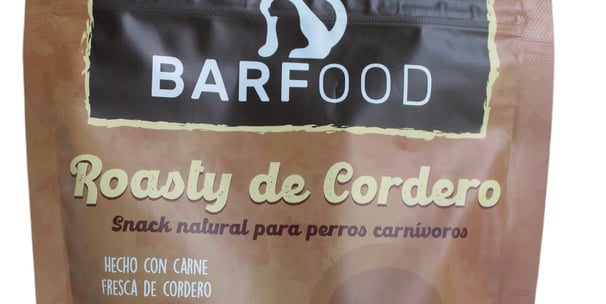 BARFOOD
Roasty de Cordero
Snack natural para perros carnívoros
HECHO CON CARNE
FRESCA DE CORDERO